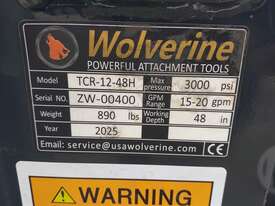 Wolverine
POWERFUL ATTACHMENT TOOLS
Model TCR-12-48H Max pressure 3000 psi
Serial NO. ZW-00400 GPM Range 15-20 gpm
Weight 890 lbs Working Depth 48 in
Year 2025
Email: service@usawolverine.com
WARNING